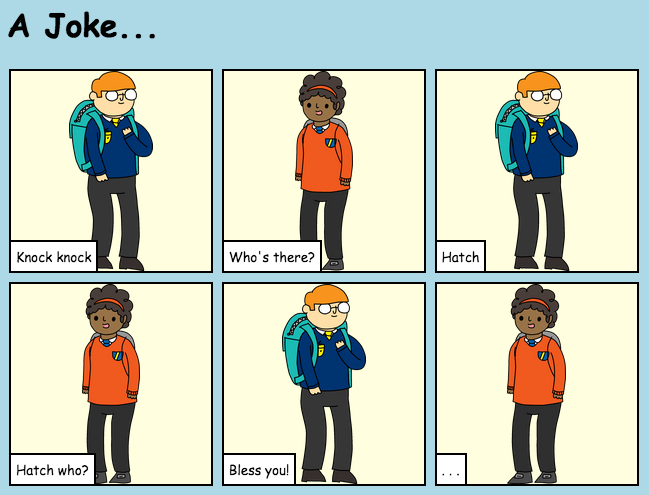 A Joke...
Knock knock
Who's there?
Hatch
Hatch who?
Bless you!
. . .